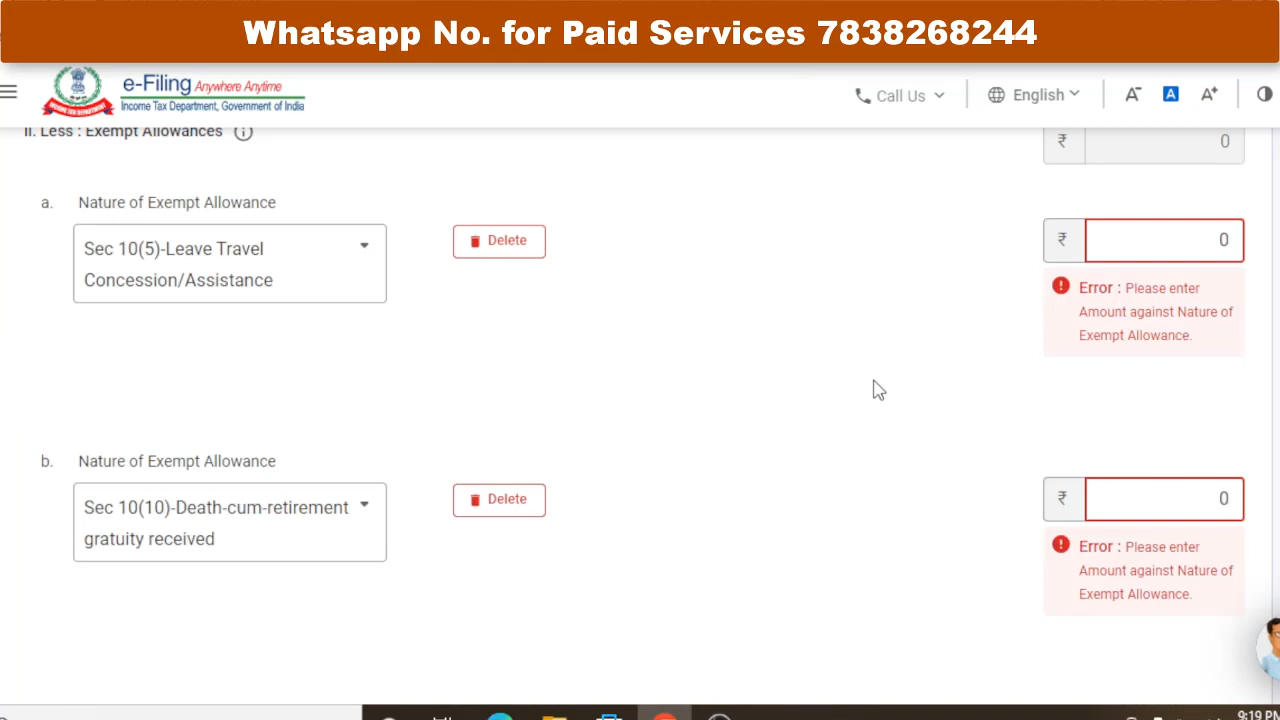 Whatsapp No. for Paid Services 7838268244
e-Filing Anywhere Anytime
Income Tax Department, Government of India
Call Us
English
A-
A
A+
II. Less : Exempt Allowances
₹ 0
a. Nature of Exempt Allowance
Sec 10(5)-Leave Travel
Concession/Assistance
Delete
₹ 0
Error : Please enter
Amount against Nature of
Exempt Allowance.
b. Nature of Exempt Allowance
Sec 10(10)-Death-cum-retirement
gratuity received
Delete
₹ 0
Error : Please enter
Amount against Nature of
Exempt Allowance.
9:19 PM